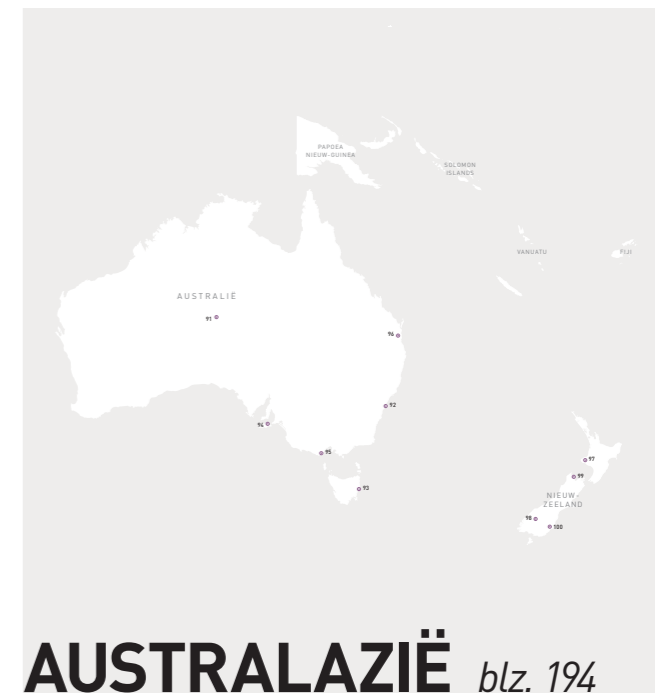 PAPOEA
NIEUW-GUINEA
SOLOMON
ISLANDS
VANUATU
FIJI
AUSTRALIË
91
96
92
94
95
93
97
99
NIEUW-
ZEELAND
98
100
AUSTRALAZIË blz. 194